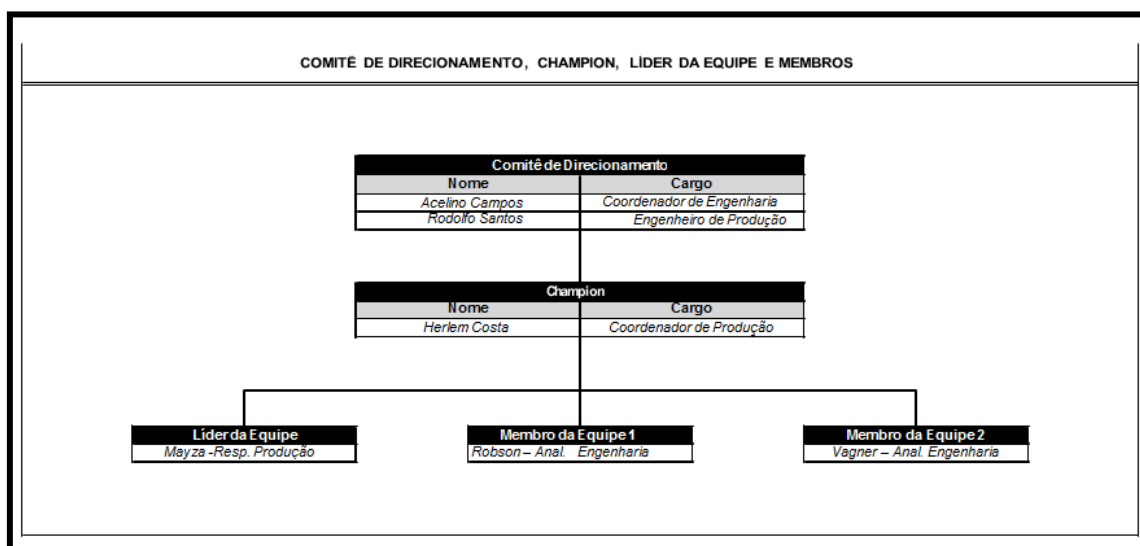 COMITÊ DE DIRECIONAMENTO, CHAMPION, LÍDER DA EQUIPE E MEMBROS
Comitê de Direcionamento
Nome Cargo
Acelino Campos Coordenador de Engenharia
Rodolfo Santos Engenheiro de Produção
Champion
Nome Cargo
Herlem Costa Coordenador de Produção
Líder da Equipe Membro da Equipe 1 Membro da Equipe 2
Mayza -Resp. Produção Robson – Anal. Engenharia Vagner – Anal. Engenharia